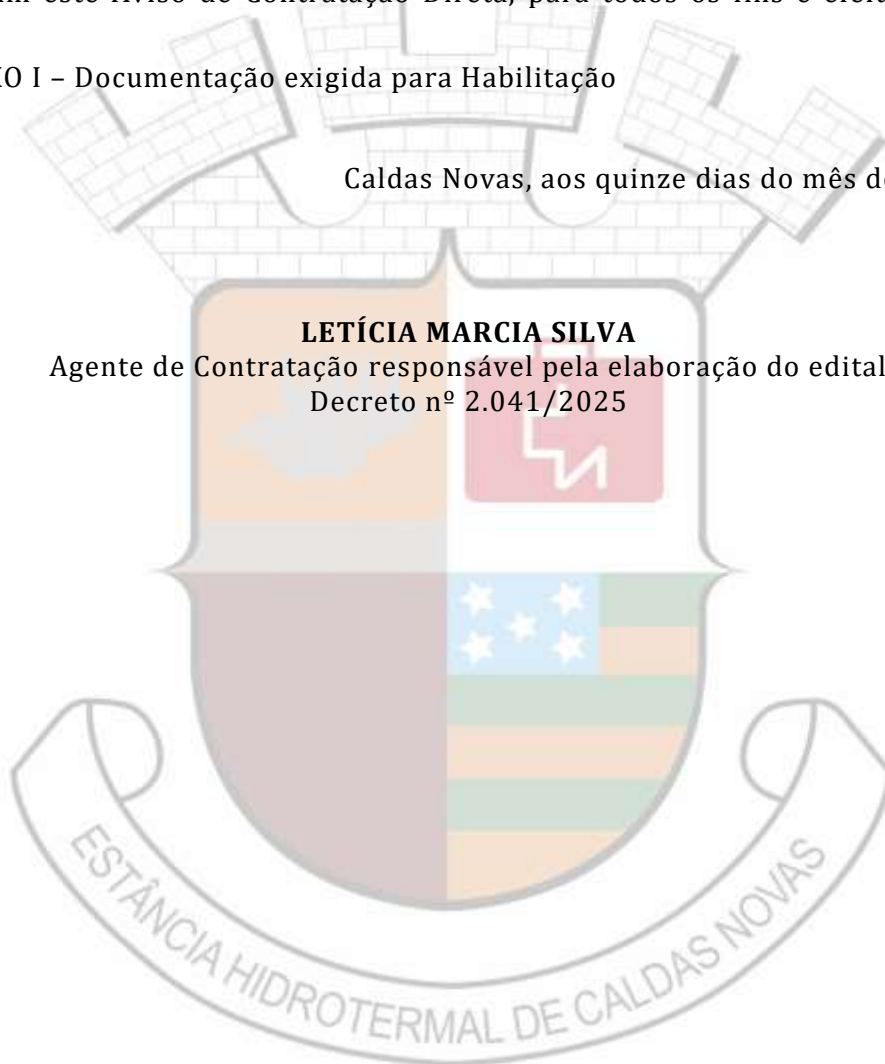 este Aviso de Contratação Direta, para todos os fins e
I – Documentação exigida para Habilitação
Caldas Novas, aos quinze dias do mês
LETÍCIA MARCIA SILVA
Agente de Contratação responsável pela elaboração do edital
Decreto nº 2.041/2025
ESTÂNCIA HIDROTERMAL DE CALDAS NOVAS